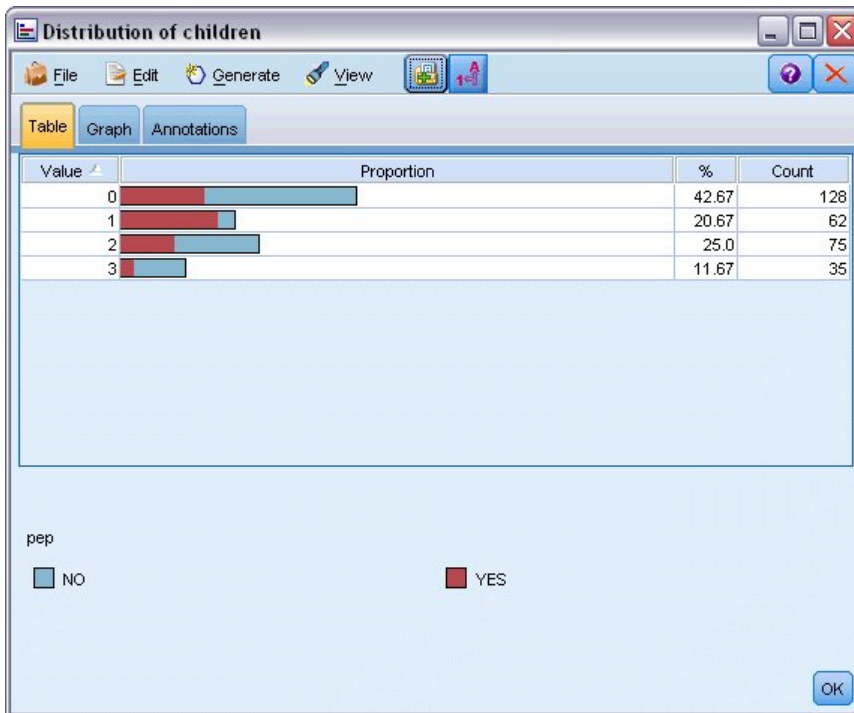 Distribution of children
File Edit Generate View
Table Graph Annotations
Value Proportion % Count
0 42.67 128
1 20.67 62
2 25.0 75
3 11.67 35
pep
NO YES
OK